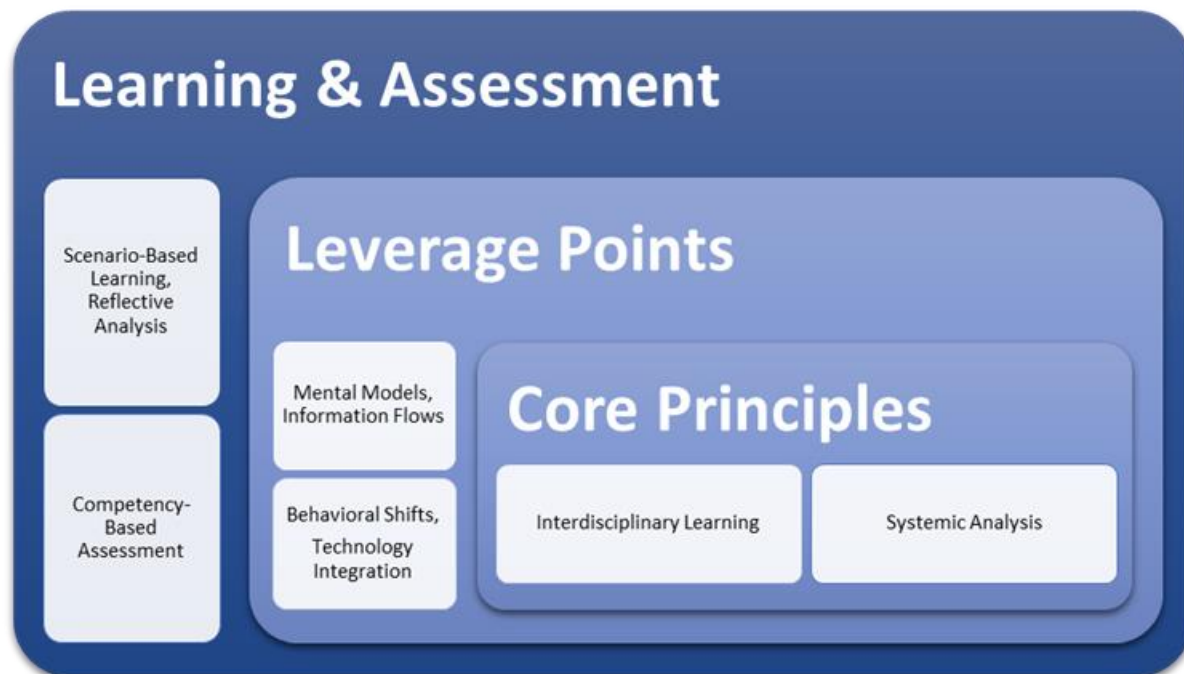 Learning & Assessment
Scenario-Based
Learning,
Reflective
Analysis
Competency-
Based
Assessment
Leverage Points
Mental Models,
Information Flows
Behavioral Shifts,
Technology
Integration
Core Principles
Interdisciplinary Learning
Systemic Analysis